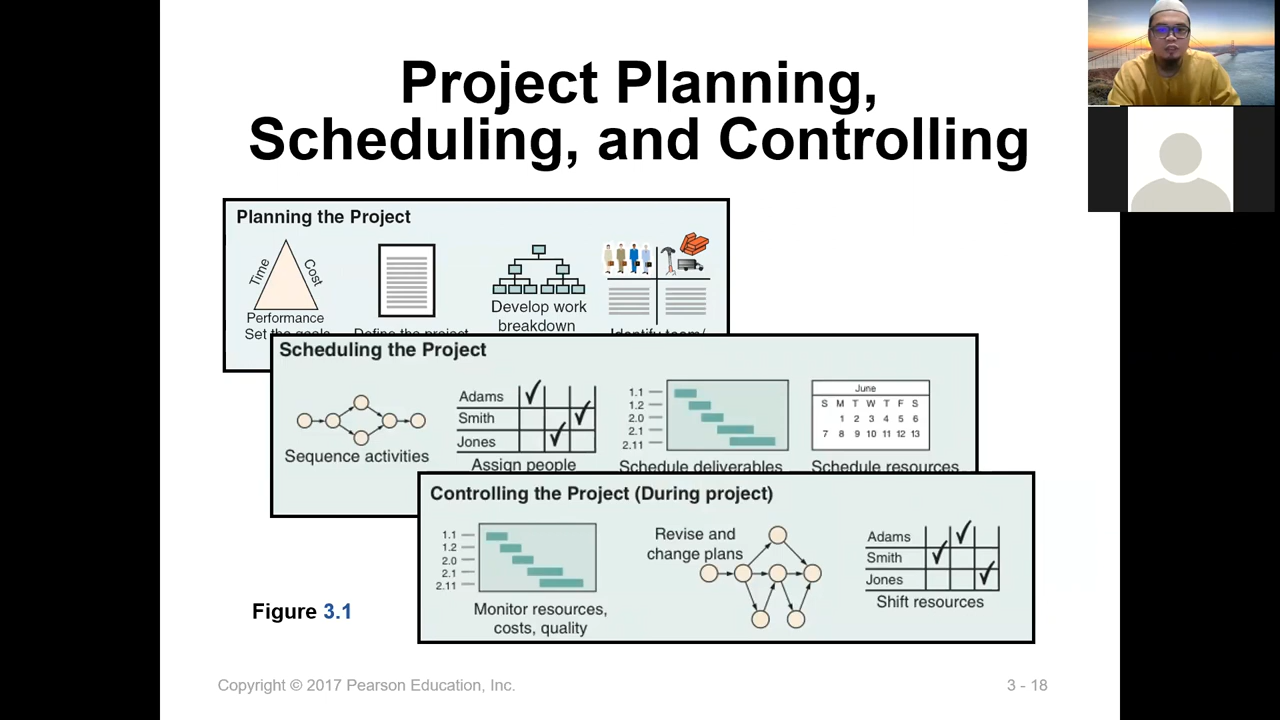 Project Planning,
Scheduling, and Controlling
Planning the Project
Time
Cost
Performance
Set the goals
Define the project
Develop work
breakdown
Identify team/
Scheduling the Project
Sequence activities
Adams
Smith
Jones
Assign people
1.1
1.2
2.0
2.1
2.11
Schedule deliverables
June
S M T W T F S
1 2 3 4 5 6
7 8 9 10 11 12 13
Schedule resources
Controlling the Project (During project)
1.1
1.2
2.0
2.1
2.11
Monitor resources,
costs, quality
Revise and
change plans
Adams
Smith
Jones
Shift resources
Figure 3.1
Copyright © 2017 Pearson Education, Inc.
3 - 18